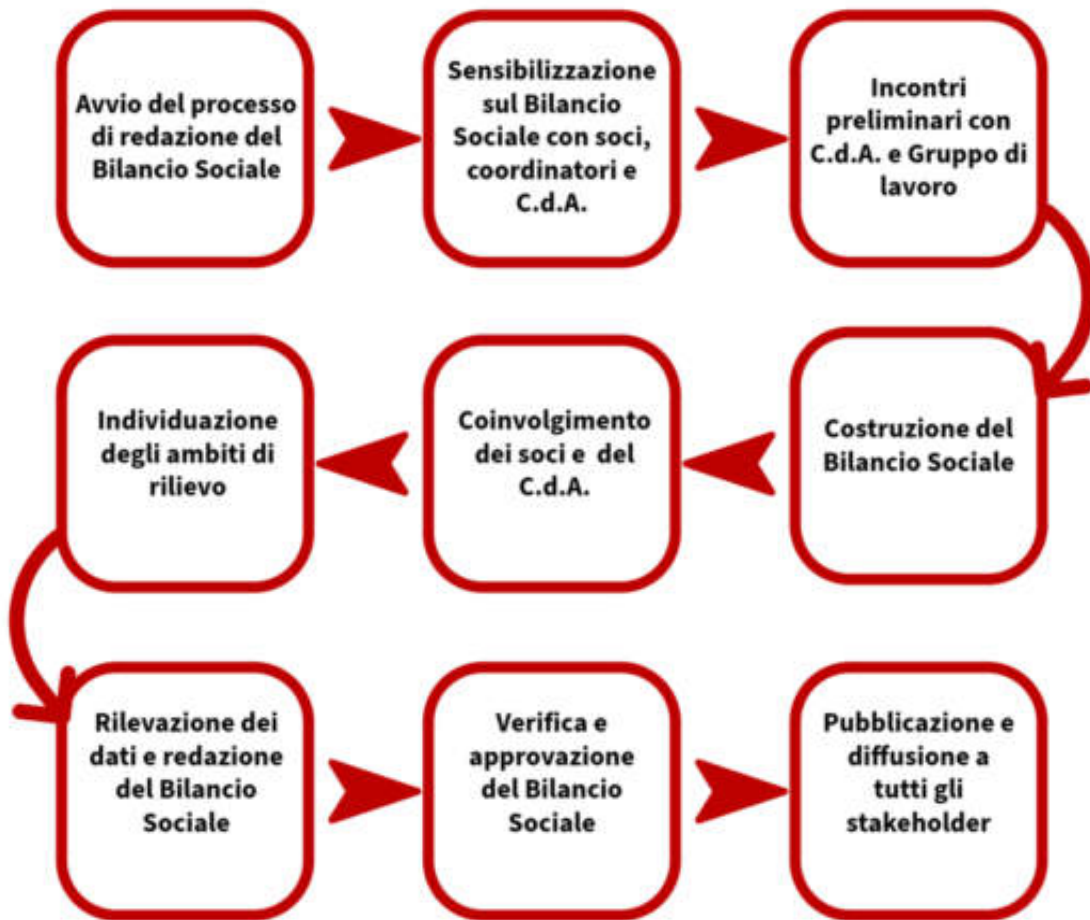 Avvio del processo
di redazione del
Bilancio Sociale
Sensibilizzazione
sul Bilancio
Sociale con soci,
coordinatori e
C.d.A.
Incontri
preliminari con
C.d.A. e Gruppo di
lavoro
Costruzione del
Bilancio Sociale
Coinvolgimento
dei soci e del
C.d.A.
Individuazione
degli ambiti di
rilievo
Rilevazione dei
dati e redazione
del Bilancio
Sociale
Verifica e
approvazione
del Bilancio
Sociale
Pubblicazione e
diffusione a
tutti gli
stakeholder